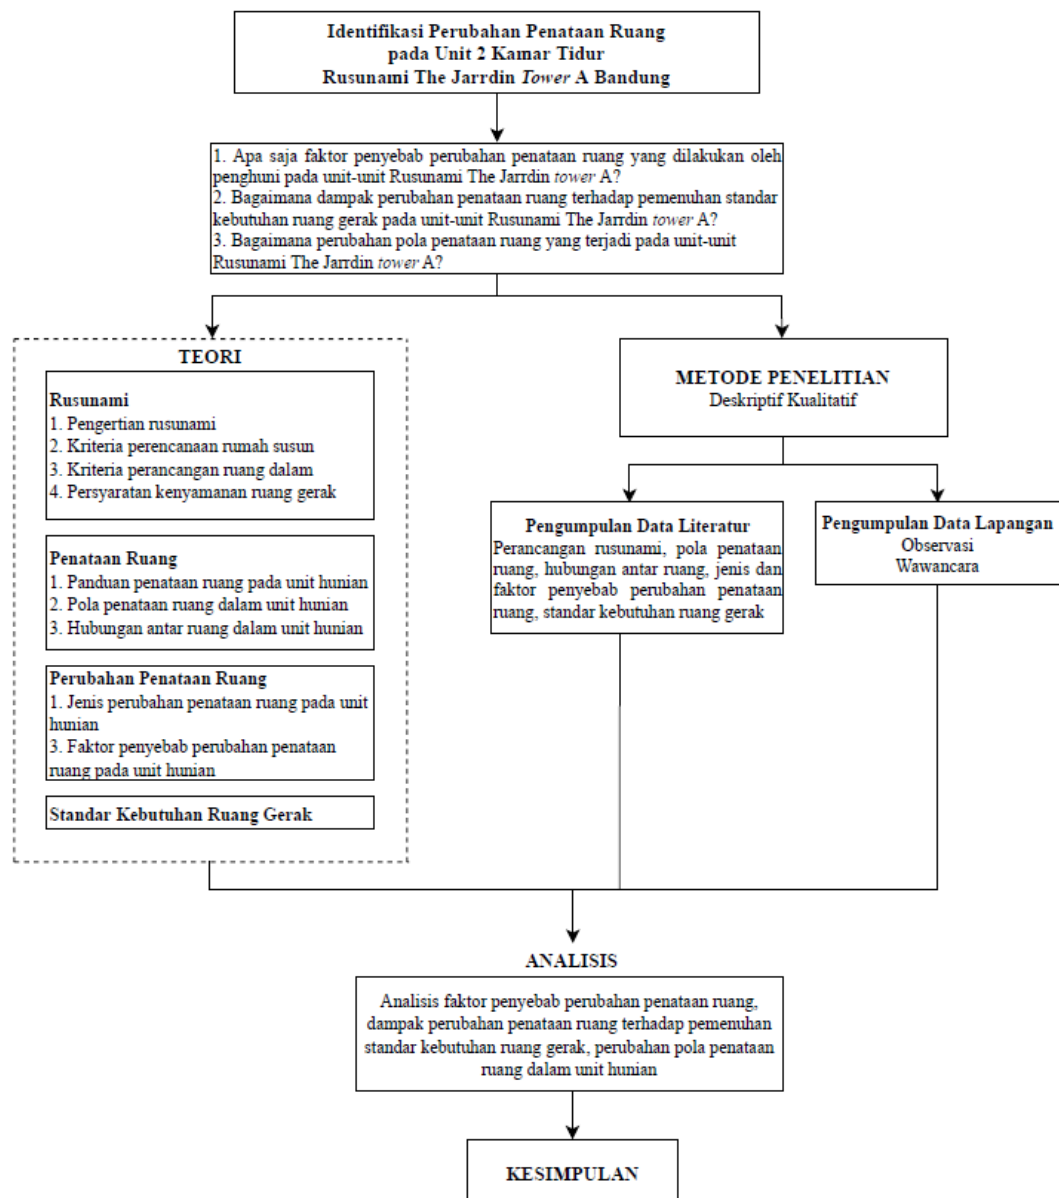 Identifikasi Perubahan Penataan Ruang
pada Unit 2 Kamar Tidur
Rusunami The Jarrdin Tower A Bandung
1. Apa saja faktor penyebab perubahan penataan ruang yang dilakukan oleh
penghuni pada unit-unit Rusunami The Jarrdin tower A?
2. Bagaimana dampak perubahan penataan ruang terhadap pemenuhan standar
kebutuhan ruang gerak pada unit-unit Rusunami The Jarrdin tower A?
3. Bagaimana perubahan pola penataan ruang yang terjadi pada unit-unit
Rusunami The Jarrdin tower A?
TEORI
Rusunami
1. Pengertian rusunami
2. Kriteria perencanaan rumah susun
3. Kriteria perancangan ruang dalam
4. Persyaratan kenyamanan ruang gerak
Penataan Ruang
1. Panduan penataan ruang pada unit hunian
2. Pola penataan ruang dalam unit hunian
3. Hubungan antar ruang dalam unit hunian
Perubahan Penataan Ruang
1. Jenis perubahan penataan ruang pada unit
hunian
3. Faktor penyebab perubahan penataan
ruang pada unit hunian
Standar Kebutuhan Ruang Gerak
METODE PENELITIAN
Deskriptif Kualitatif
Pengumpulan Data Literatur
Perancangan rusunami, pola penataan
ruang, hubungan antar ruang, jenis dan
faktor penyebab perubahan penataan
ruang, standar kebutuhan ruang gerak
Pengumpulan Data Lapangan
Observasi
Wawancara
ANALISIS
Analisis faktor penyebab perubahan penataan ruang,
dampak perubahan penataan ruang terhadap pemenuhan
standar kebutuhan ruang gerak, perubahan pola penataan
ruang dalam unit hunian
KESIMPULAN